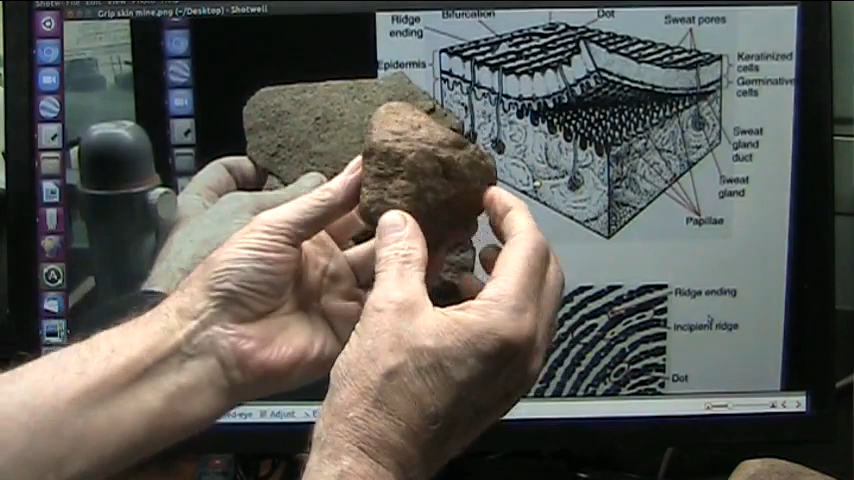 Grip skin mine.png (~/Desktop) - Shotwell
Ridge ending
Bifurcation
Dot
Sweat pores
Epidermis
Keratinized cells
Germinative cells
Sweat gland duct
Sweat gland
Papillae
Ridge ending
Incipient ridge
Dot
Adjust